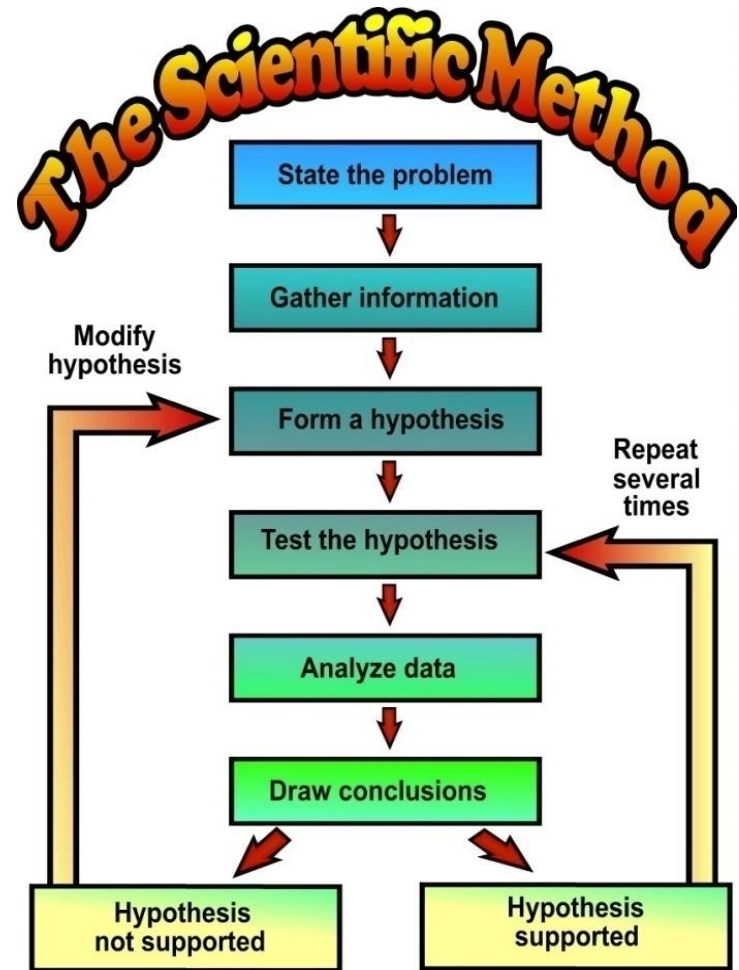 The Scientific Method
State the problem
Gather information
Modify
hypothesis
Form a hypothesis
Repeat
several
times
Test the hypothesis
Analyze data
Draw conclusions
Hypothesis
not supported
Hypothesis
supported